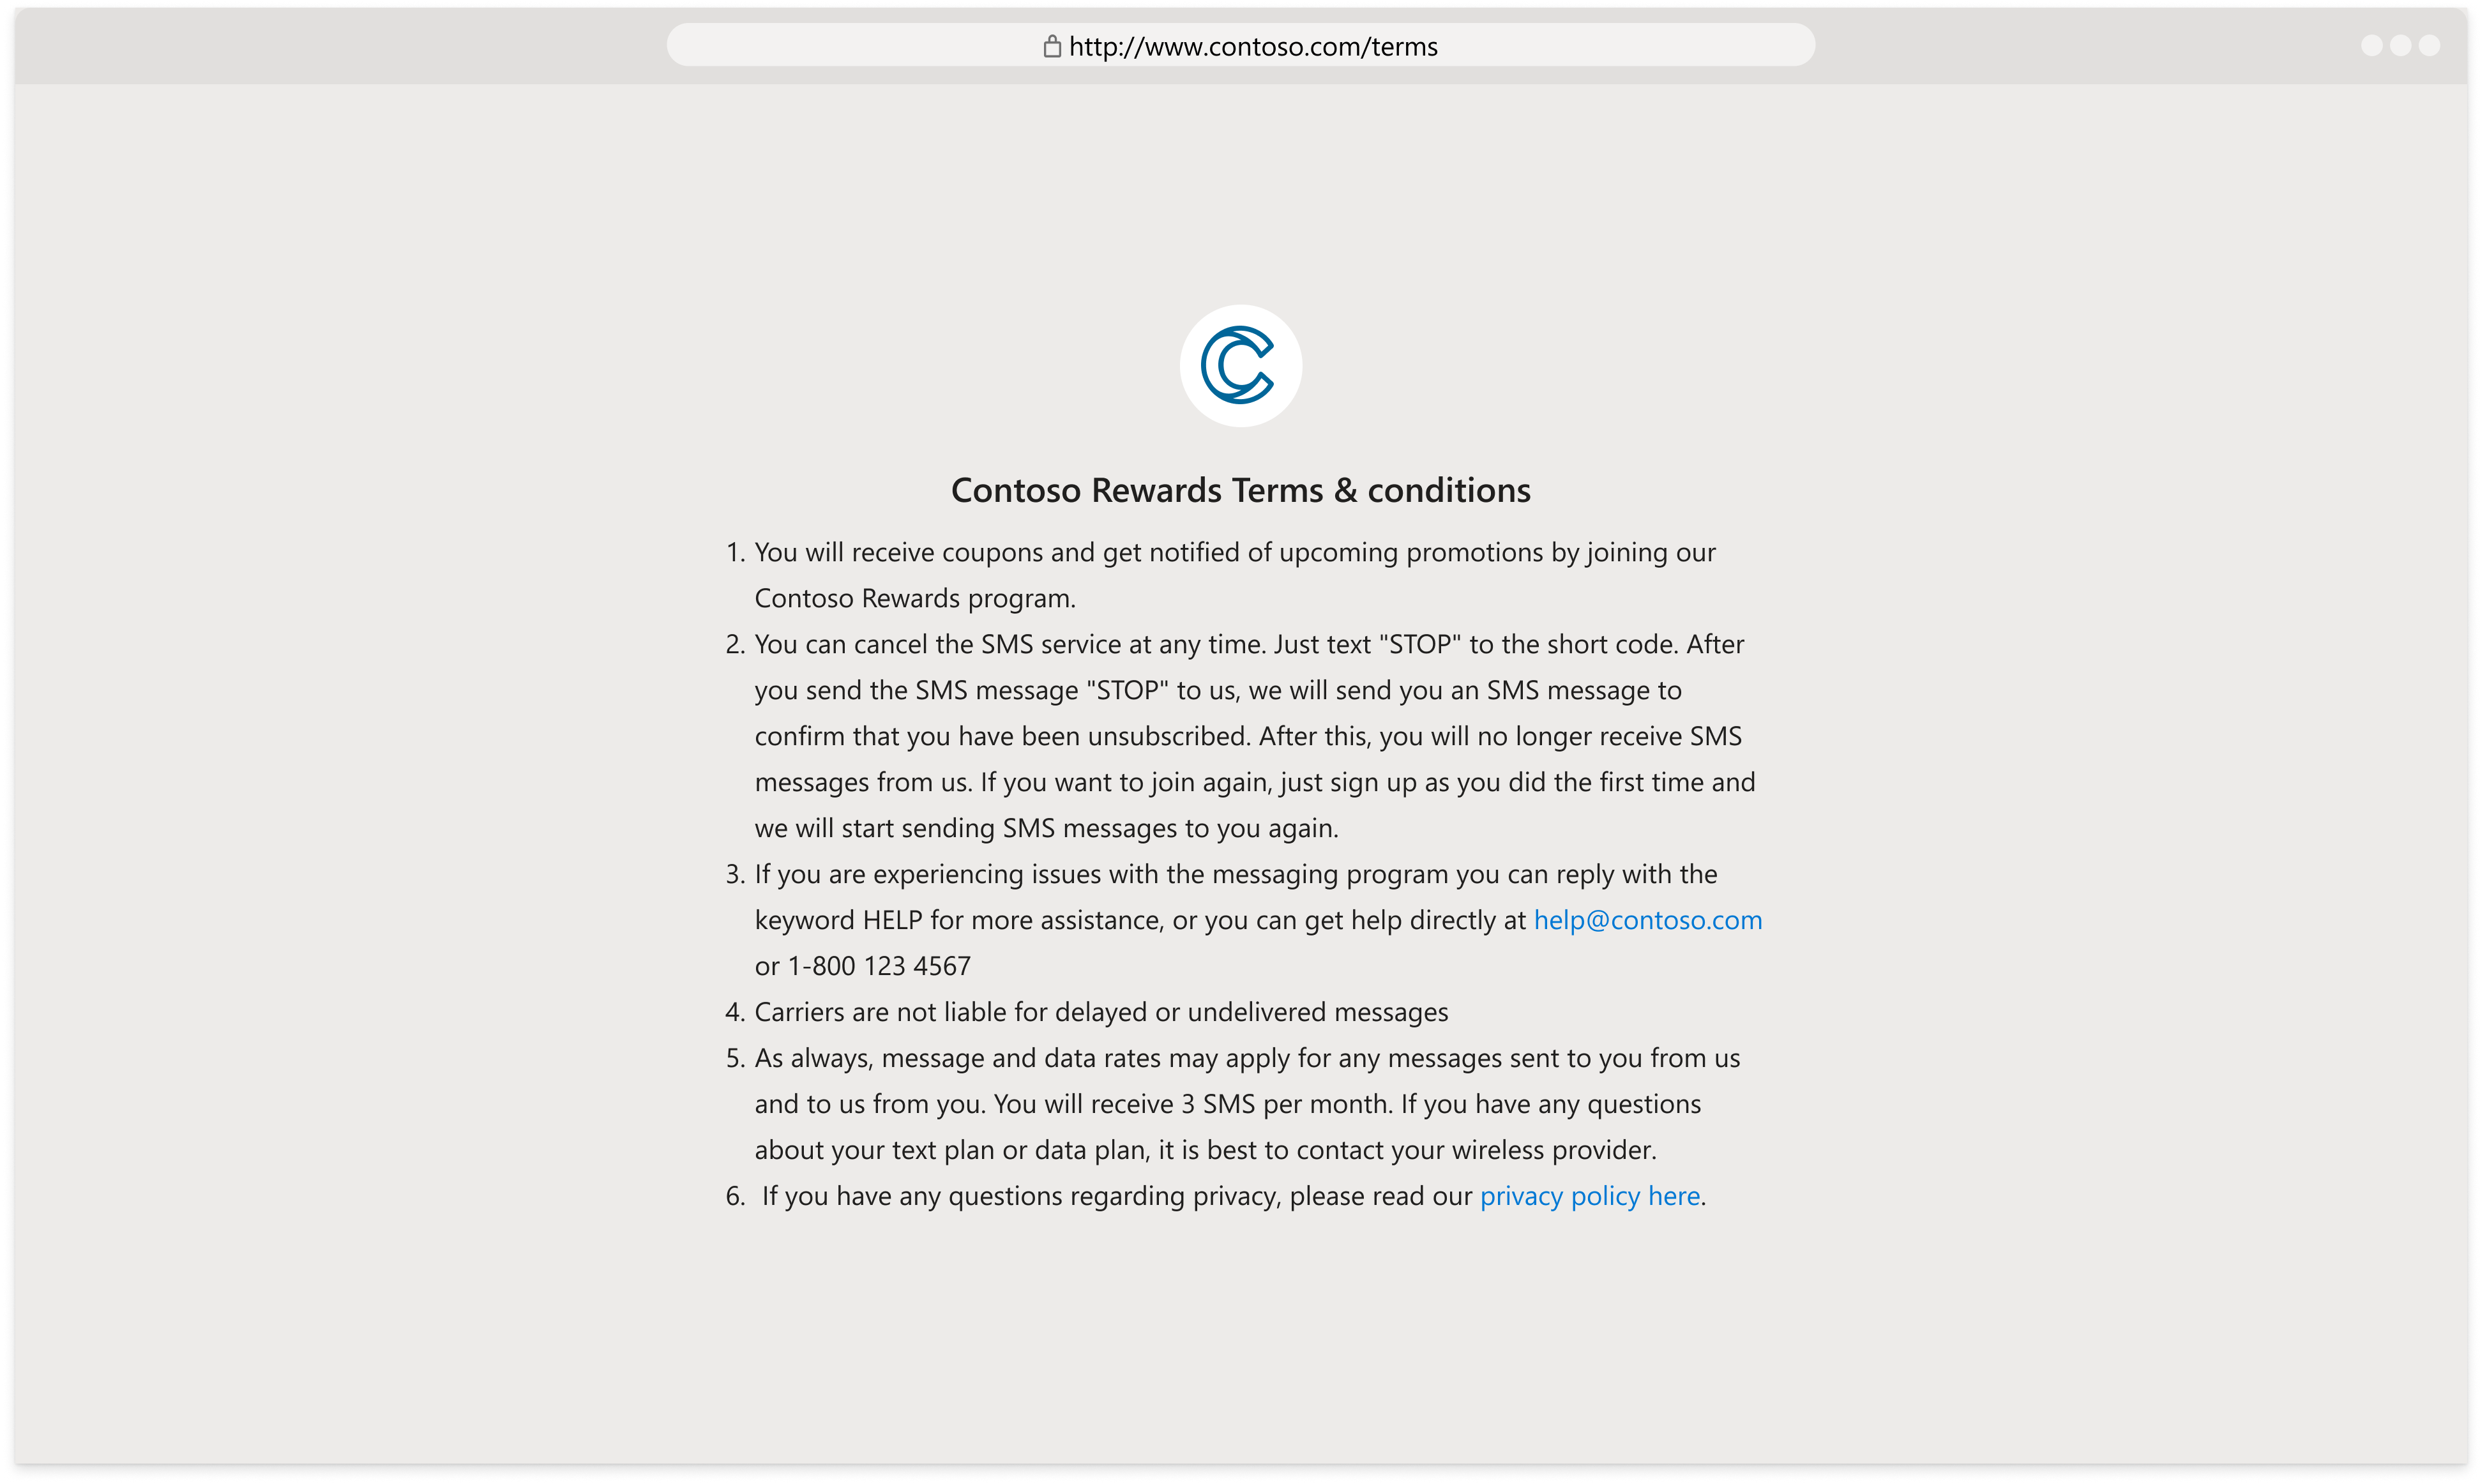 http://www.contoso.com/terms
Contoso Rewards Terms & conditions
1. You will receive coupons and get notified of upcoming promotions by joining our
Contoso Rewards program.
2. You can cancel the SMS service at any time. Just text "STOP" to the short code. After
you send the SMS message "STOP" to us, we will send you an SMS message to
confirm that you have been unsubscribed. After this, you will no longer receive SMS
messages from us. If you want to join again, just sign up as you did the first time and
we will start sending SMS messages to you again.
3. If you are experiencing issues with the messaging program you can reply with the
keyword HELP for more assistance, or you can get help directly at help@contoso.com
or 1-800 123 4567
4. Carriers are not liable for delayed or undelivered messages
5. As always, message and data rates may apply for any messages sent to you from us
and to us from you. You will receive 3 SMS per month. If you have any questions
about your text plan or data plan, it is best to contact your wireless provider.
6. If you have any questions regarding privacy, please read our privacy policy here.